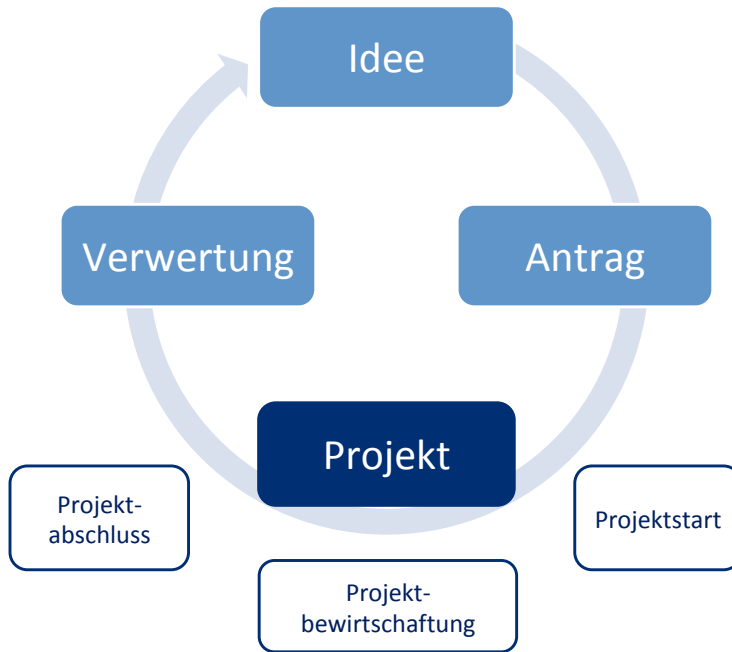 Idee
Verwertung
Antrag
Projekt
Projekt-
abschluss
Projektstart
Projekt-
bewirtschaftung